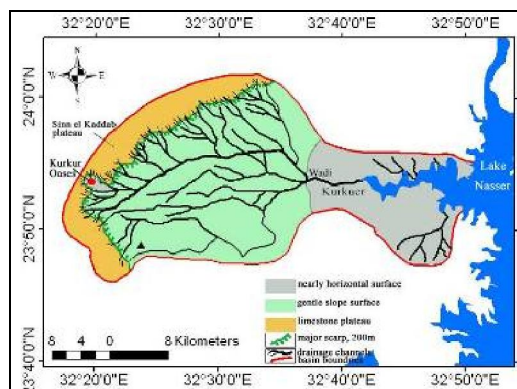 32°20'0"E 32°30'0"E 32°40'0"E 32°50'0"E
N
W E
S
24°0'0"N
23°50'0"N
23°40'0"N
Sinn el Kaddab
plateau
Kurkur
Oases
Wadi
Kurkuer
Lake
Nasser
nearly horizontal surface
gentle slope surface
limestone plateau
major scarp, 200m
drainage channels
basin boundary
8 4 0 8 Kilometers
32°20'0"E 32°30'0"E 32°40'0"E 32°50'0"E